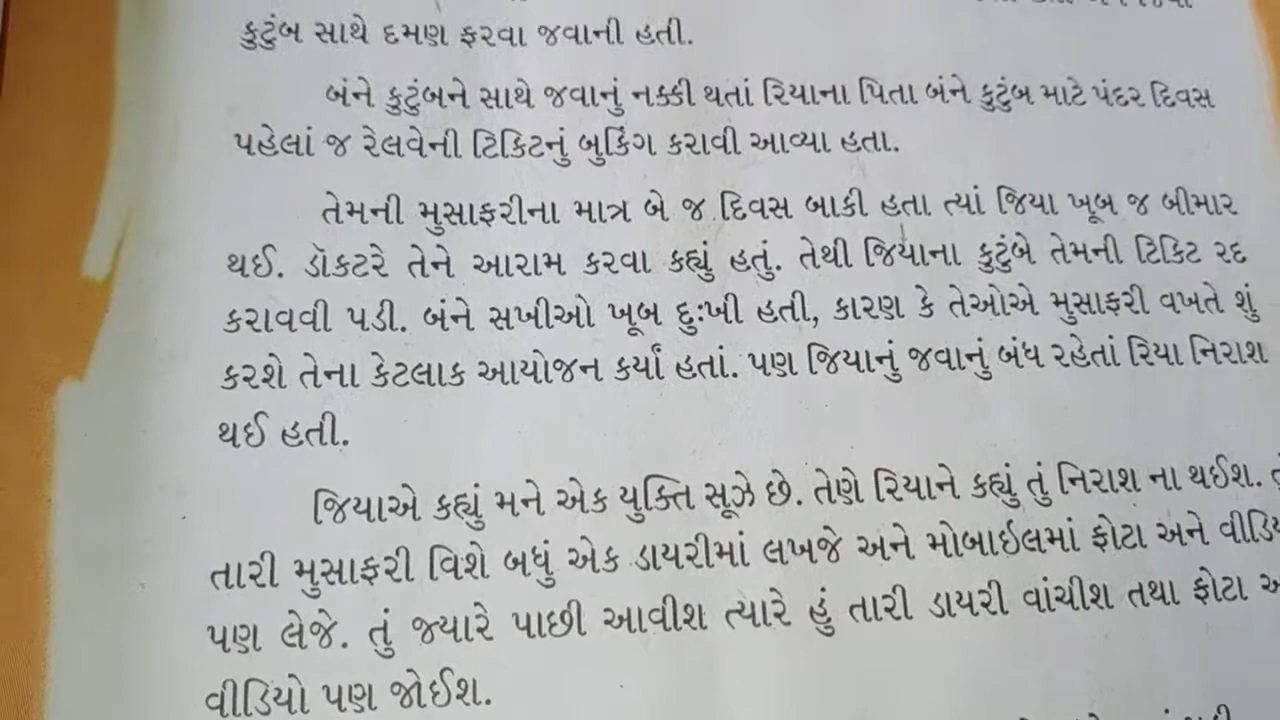 કુટુંબ સાથે દમણ ફરવા જવાની હતી.
બંને કુટુંબને સાથે જવાનું નક્કી થતાં રિયાના પિતા બંને કુટુંબ માટે પંદર દિવસ
પહેલાં જ રેલવેની ટિકિટનું બુકિંગ કરાવી આવ્યા હતા.
તેમની મુસાફરીના માત્ર બે જ દિવસ બાકી હતા ત્યાં જિયા ખૂબ જ બીમાર
થઈ. ડૉકટરે તેને આરામ કરવા કહ્યું હતું. તેથી જિયાના કુટુંબે તેમની ટિકિટ રદ
કરાવવી પડી. બંને સખીઓ ખૂબ દુઃખી હતી, કારણ કે તેઓએ મુસાફરી વખતે શું
કરશે તેના કેટલાક આયોજન કર્યાં હતાં. પણ જિયાનું જવાનું બંધ રહેતાં રિયા નિરાશ
થઈ હતી.
જિયાએ કહ્યું મને એક યુક્તિ સૂઝે છે. તેણે રિયાને કહ્યું તું નિરાશ ના થઈશ.
તારી મુસાફરી વિશે બધું એક ડાયરીમાં લખજે અને મોબાઇલમાં ફોટા અને
પણ લેજે. તું જ્યારે પાછી આવીશ ત્યારે હું તારી ડાયરી વાંચીશ તથા ફોટા
વીડિયો પણ જોઈશ.